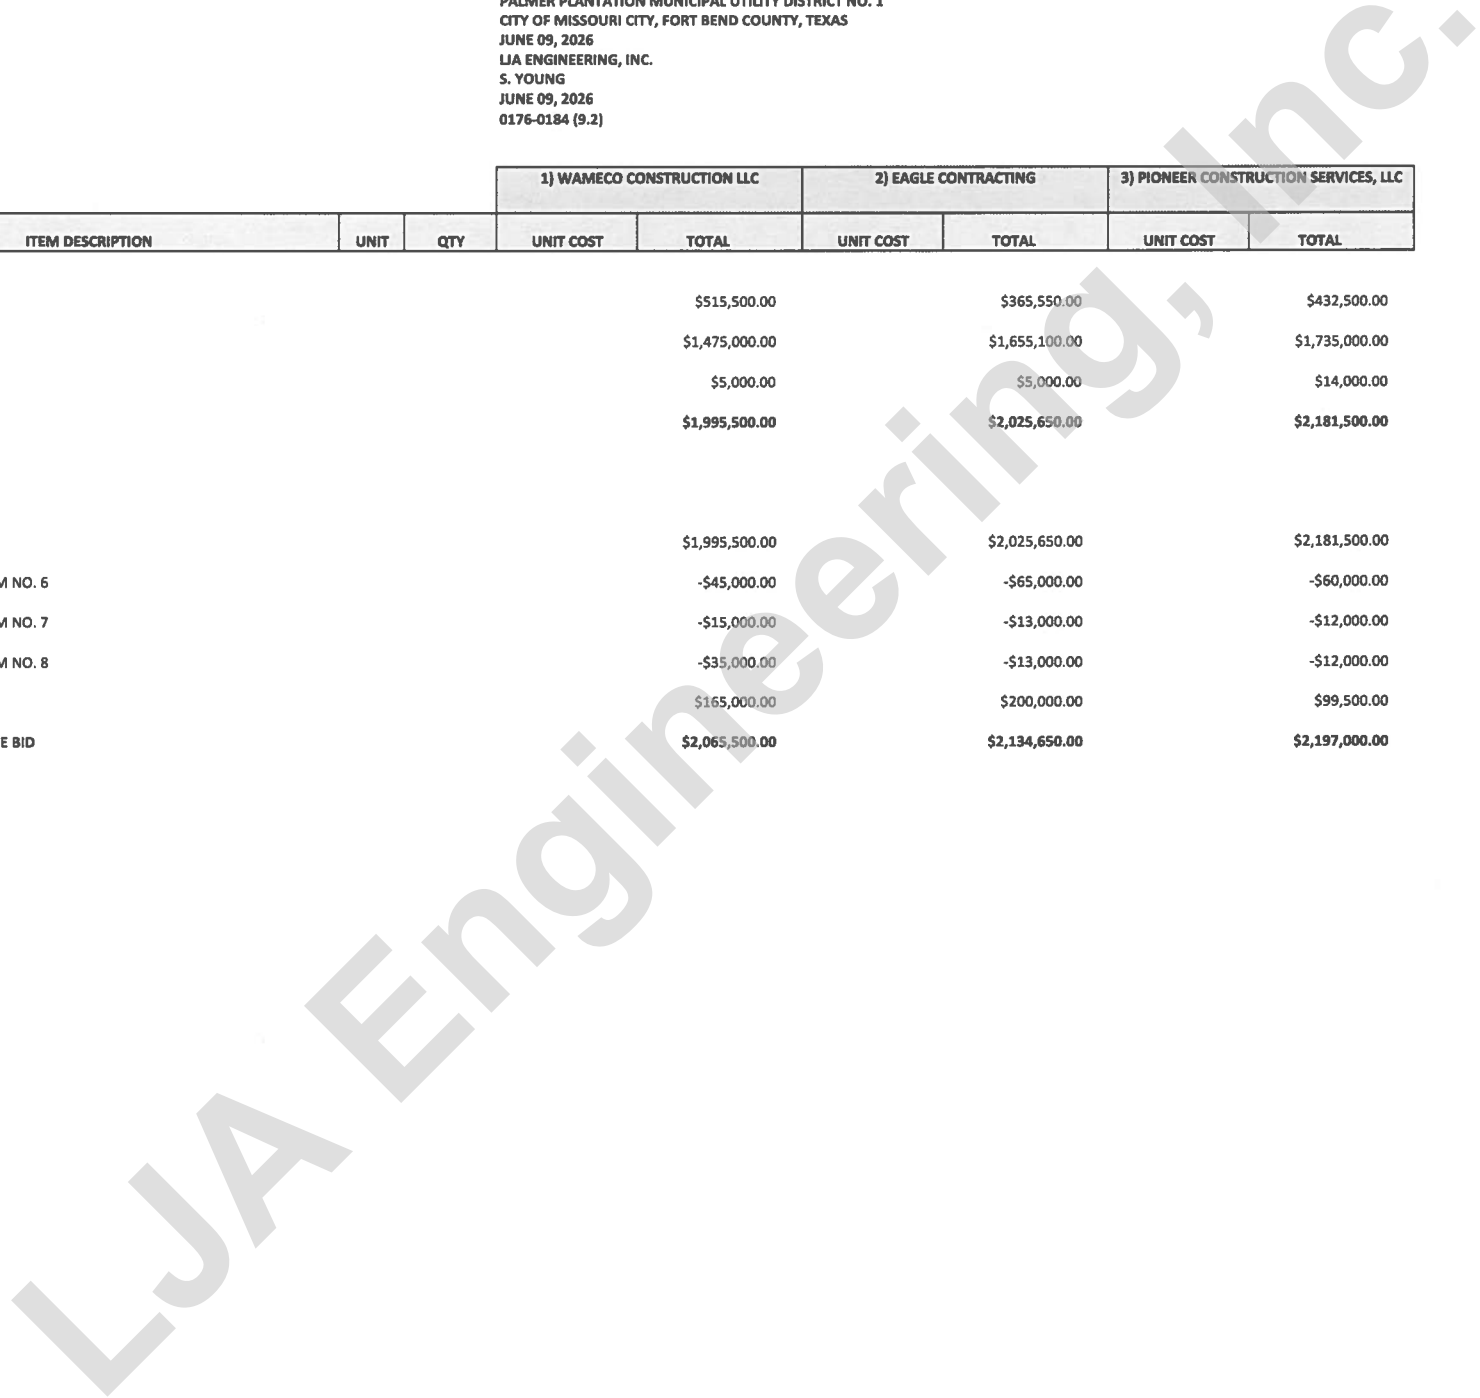 PALMER PLANTATION MUNICIPAL UTILITY DISTRICT NO. 1
CITY OF MISSOURI CITY, FORT BEND COUNTY, TEXAS
JUNE 09, 2026
LJA ENGINEERING, INC.
S. YOUNG
JUNE 09, 2026
0176-0184 (9.2)
1) WAMECO CONSTRUCTION LLC 2) EAGLE CONTRACTING 3) PIONEER CONSTRUCTION SERVICES, LLC
ITEM DESCRIPTION UNIT QTY UNIT COST TOTAL UNIT COST TOTAL UNIT COST TOTAL
$515,500.00 $365,550.00 $432,500.00
$1,475,000.00 $1,655,100.00 $1,735,000.00
$5,000.00 $5,000.00 $14,000.00
$1,995,500.00 $2,025,650.00 $2,181,500.00
$1,995,500.00 $2,025,650.00 $2,181,500.00
M NO. 6 -$45,000.00 -$65,000.00 -$60,000.00
M NO. 7 -$15,000.00 -$13,000.00 -$12,000.00
M NO. 8 -$35,000.00 -$13,000.00 -$12,000.00
$165,000.00 $200,000.00 $99,500.00
E BID $2,065,500.00 $2,134,650.00 $2,197,000.00
LJA Engineering, Inc.